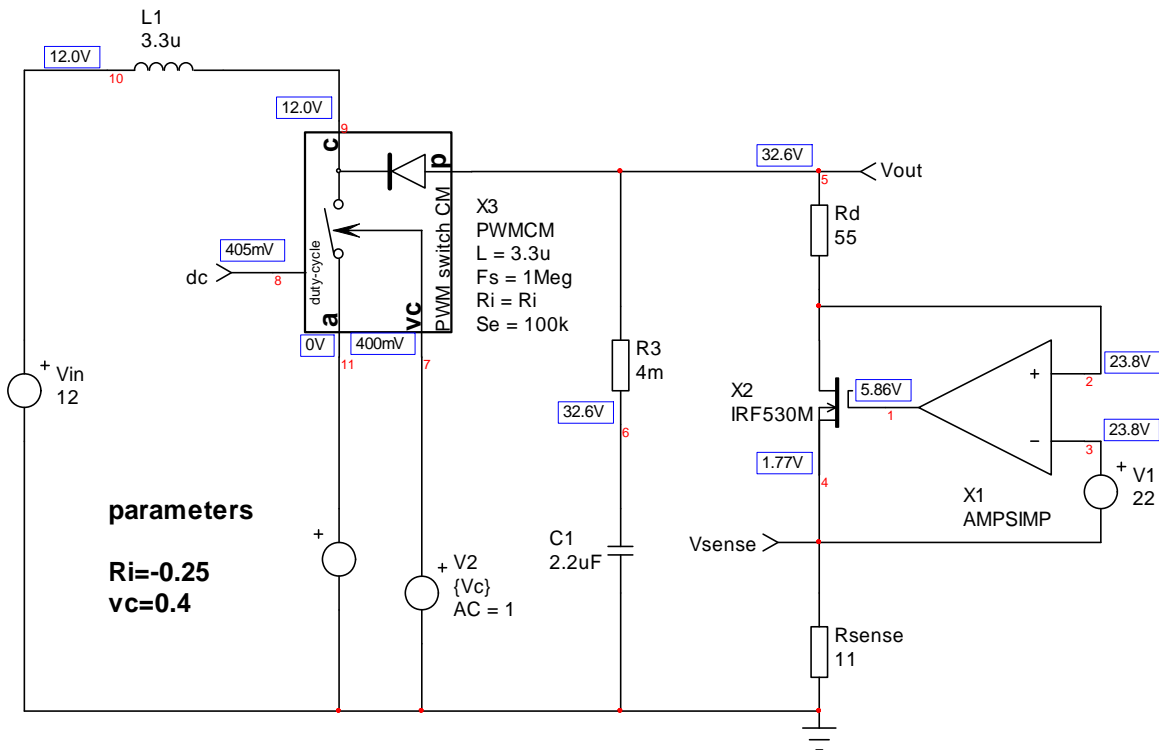 L1
3.3u
12.0V
10
12.0V
9
c
p
PWM switch CM
duty-cycle
a
vc
X3
PWMCM
L = 3.3u
Fs = 1Meg
Ri = Ri
Se = 100k
405mV
dc
8
0V
11
400mV
7
32.6V
5
Vout
Rd
55
R3
4m
32.6V
6
C1
2.2uF
Vin
12
+
X2
IRF530M
5.86V
1
+
−
23.8V
2
23.8V
3
+
V1
22
X1
AMPSIMP
1.77V
4
Vsense
Rsense
11
parameters
Ri=-0.25
vc=0.4
+
+
V2
{Vc}
AC = 1